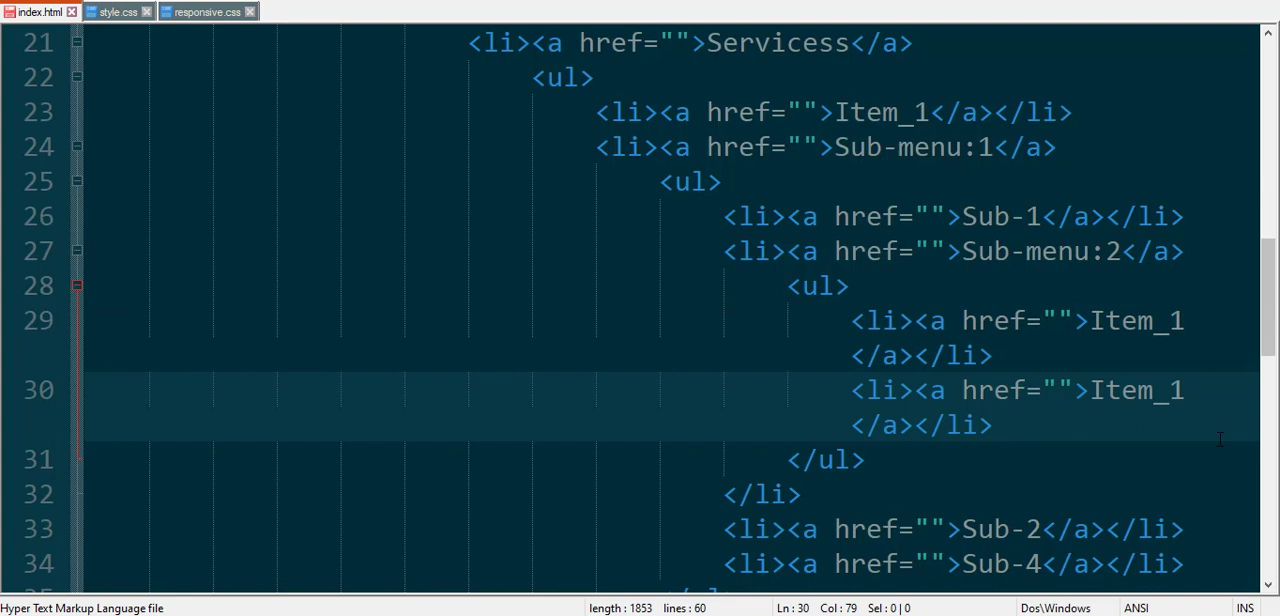 index.html style.css responsive.css
21 <li><a href="">Servicess</a>
22 <ul>
23 <li><a href="">Item_1</a></li>
24 <li><a href="">Sub-menu:1</a>
25 <ul>
26 <li><a href="">Sub-1</a></li>
27 <li><a href="">Sub-menu:2</a>
28 <ul>
29 <li><a href="">Item_1
</a></li>
30 <li><a href="">Item_1
</a></li>
31 </ul>
32 </li>
33 <li><a href="">Sub-2</a></li>
34 <li><a href="">Sub-4</a></li>
Hyper Text Markup Language file length : 1853 lines : 60 Ln : 30 Col : 79 Sel : 0 | 0 Dos\Windows ANSI INS